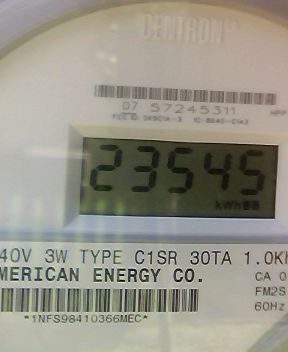 CENTRON
07 57245311
23545
kWh
40V 3W TYPE C1SR 30TA 1.0K
MERICAN ENERGY CO.
CA 0
FM2S
60Hz
*1NFS98410366MEC*